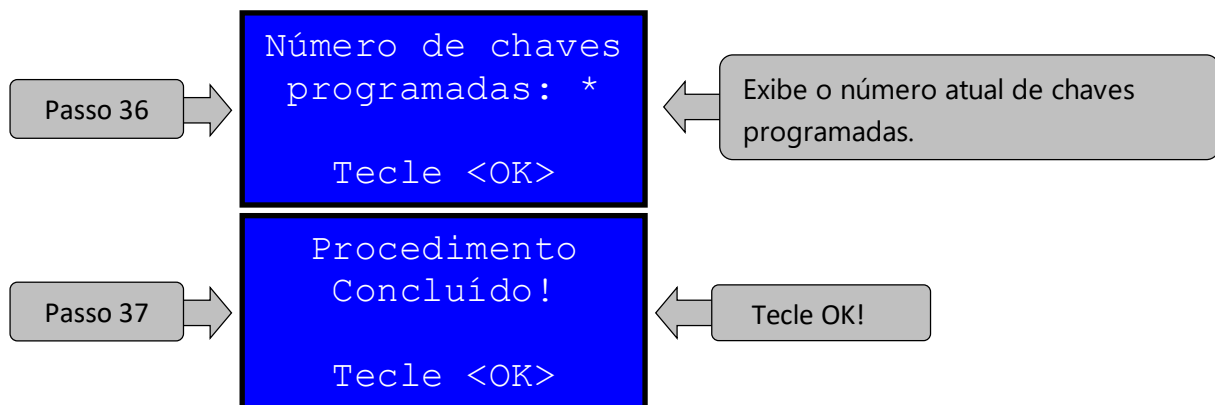 Passo 36
Número de chaves
programadas: *
Tecle <OK>
Exibe o número atual de chaves
programadas.
Passo 37
Procedimento
Concluído!
Tecle <OK>
Tecle OK!